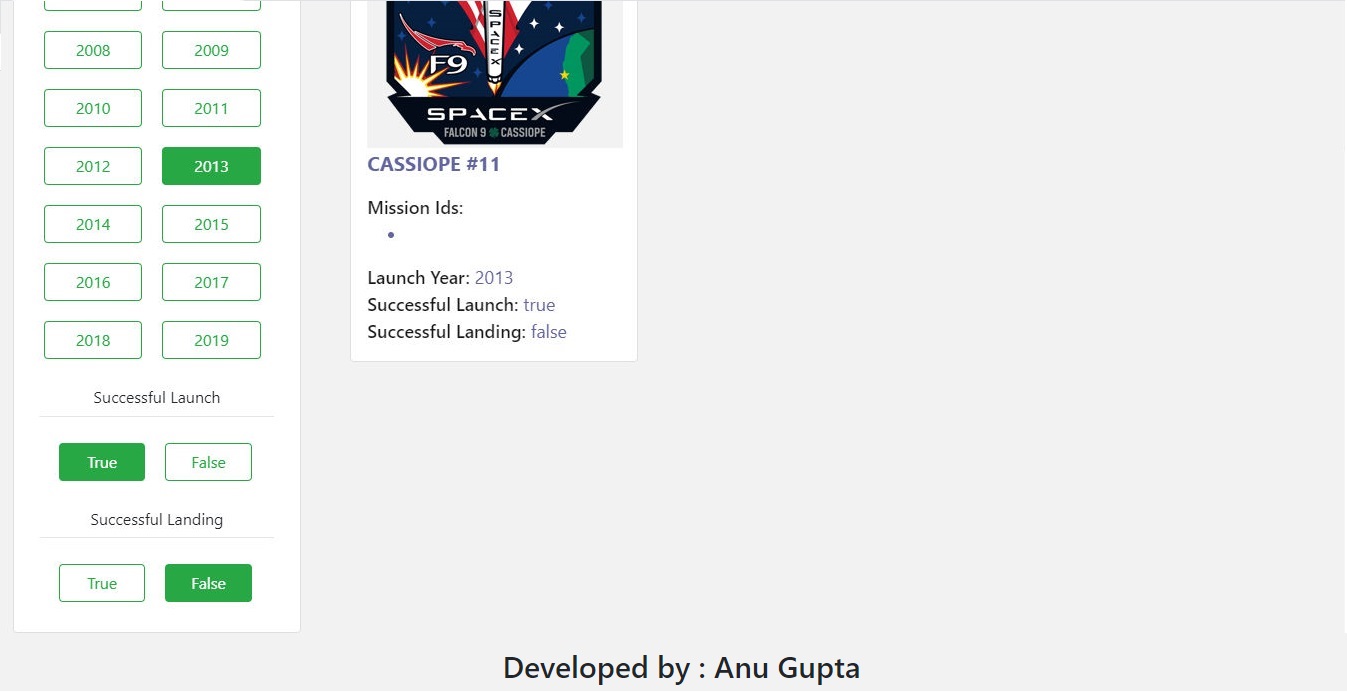 2008 2009
2010 2011
2012 2013
2014 2015
2016 2017
2018 2019
Successful Launch
True False
Successful Landing
True False
SPACEX
F9
SPACEX
FALCON 9 CASSIOPE
CASSIOPE #11
Mission Ids:
Launch Year: 2013
Successful Launch: true
Successful Landing: false
Developed by : Anu Gupta